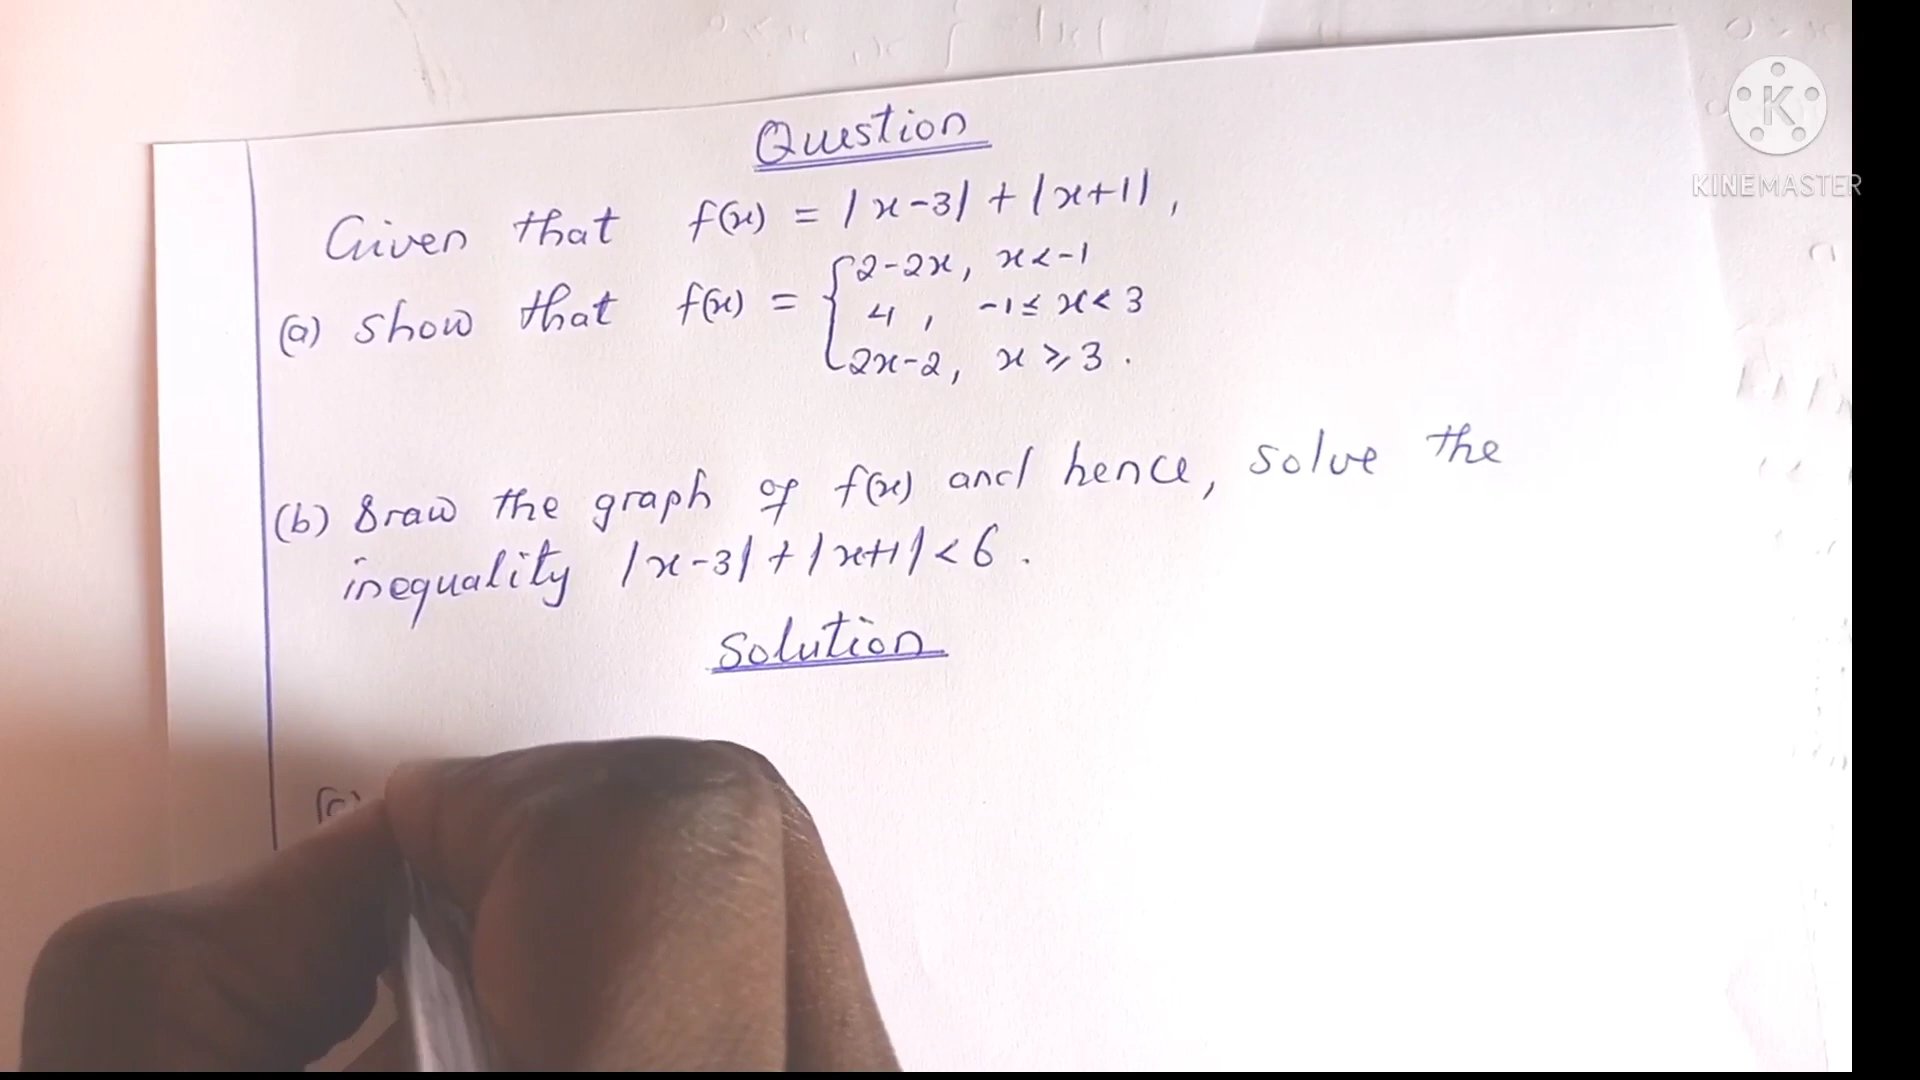 Question
Given that f(x) = |x-3| + |x+1|,
(a) show that f(x) = { 2-2x, x<-1
4, -1≤ x< 3
2x-2, x ⩾ 3.
(b) Draw the graph of f(x) and hence, solve the
inequality |x-3| + |x+1| < 6.
Solution
K
KINEMASTER